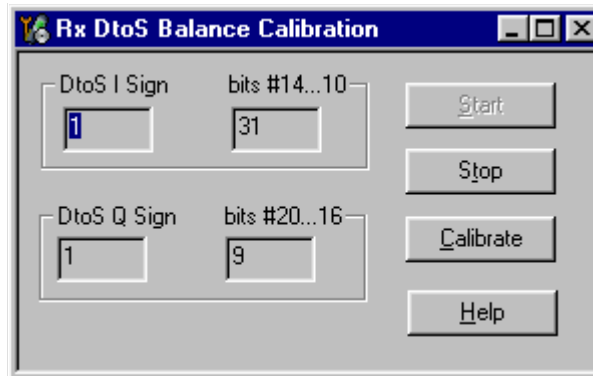 Rx DtoS Balance Calibration
DtoS I Sign bits #14...10
1 31
Start
Stop
DtoS Q Sign bits #20...16
1 9
Calibrate
Help